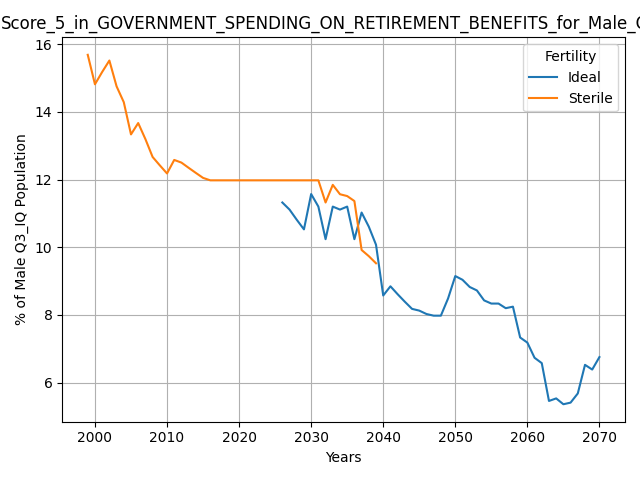 Score_5_in_GOVERNMENT_SPENDING_ON_RETIREMENT_BENEFITS_for_Male_
16
14
12
10
8
6
% of Male Q3_IQ Population
Fertility
Ideal
Sterile
2000 2010 2020 2030 2040 2050 2060 2070
Years